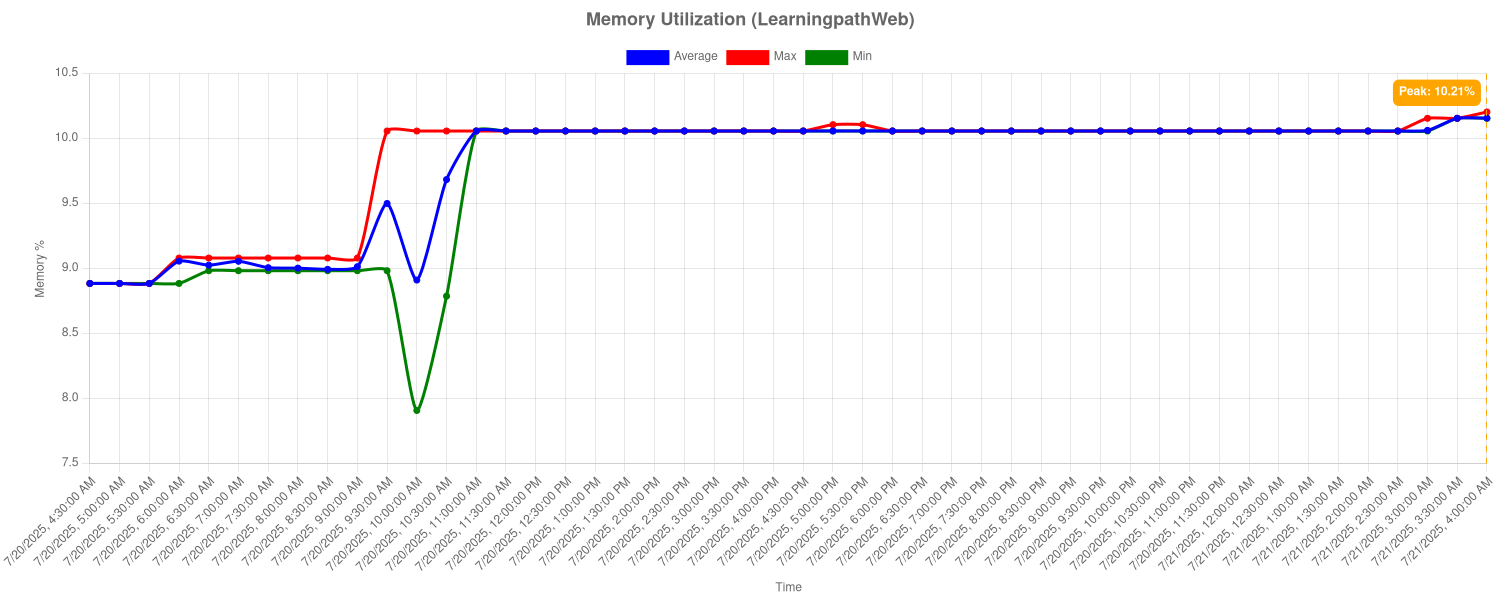 Memory Utilization (LearningpathWeb)
Average Max Min
10.5
Peak: 10.21%
10.0
9.5
9.0
Memory %
8.5
8.0
7.5
7/20/2025, 4:30:00 AM
7/20/2025, 5:00:00 AM
7/20/2025, 5:30:00 AM
7/20/2025, 6:00:00 AM
7/20/2025, 6:30:00 AM
7/20/2025, 7:00:00 AM
7/20/2025, 7:30:00 AM
7/20/2025, 8:00:00 AM
7/20/2025, 8:30:00 AM
7/20/2025, 9:00:00 AM
7/20/2025, 9:30:00 AM
7/20/2025, 10:00:00 AM
7/20/2025, 10:30:00 AM
7/20/2025, 11:00:00 AM
7/20/2025, 11:30:00 AM
7/20/2025, 12:00:00 PM
7/20/2025, 12:30:00 PM
7/20/2025, 1:00:00 PM
7/20/2025, 1:30:00 PM
7/20/2025, 2:00:00 PM
7/20/2025, 2:30:00 PM
7/20/2025, 3:00:00 PM
7/20/2025, 3:30:00 PM
7/20/2025, 4:00:00 PM
7/20/2025, 4:30:00 PM
7/20/2025, 5:00:00 PM
7/20/2025, 5:30:00 PM
7/20/2025, 6:00:00 PM
7/20/2025, 6:30:00 PM
7/20/2025, 7:00:00 PM
7/20/2025, 7:30:00 PM
7/20/2025, 8:00:00 PM
7/20/2025, 8:30:00 PM
7/20/2025, 9:00:00 PM
7/20/2025, 9:30:00 PM
7/20/2025, 10:00:00 PM
7/20/2025, 10:30:00 PM
7/20/2025, 11:00:00 PM
7/20/2025, 11:30:00 PM
7/21/2025, 12:00:00 AM
7/21/2025, 12:30:00 AM
7/21/2025, 1:00:00 AM
7/21/2025, 1:30:00 AM
7/21/2025, 2:00:00 AM
7/21/2025, 2:30:00 AM
7/21/2025, 3:00:00 AM
7/21/2025, 3:30:00 AM
7/21/2025, 4:00:00 AM
Time